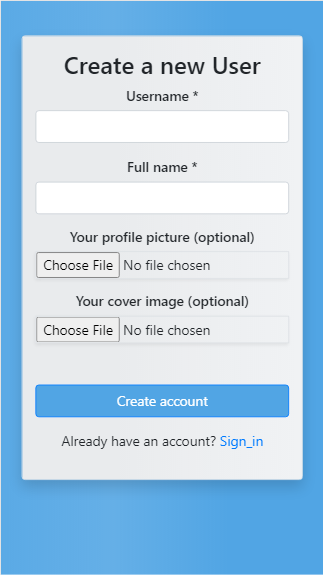 Create a new User
Username *
Full name *
Your profile picture (optional)
Choose File No file chosen
Your cover image (optional)
Choose File No file chosen
Create account
Already have an account? Sign_in